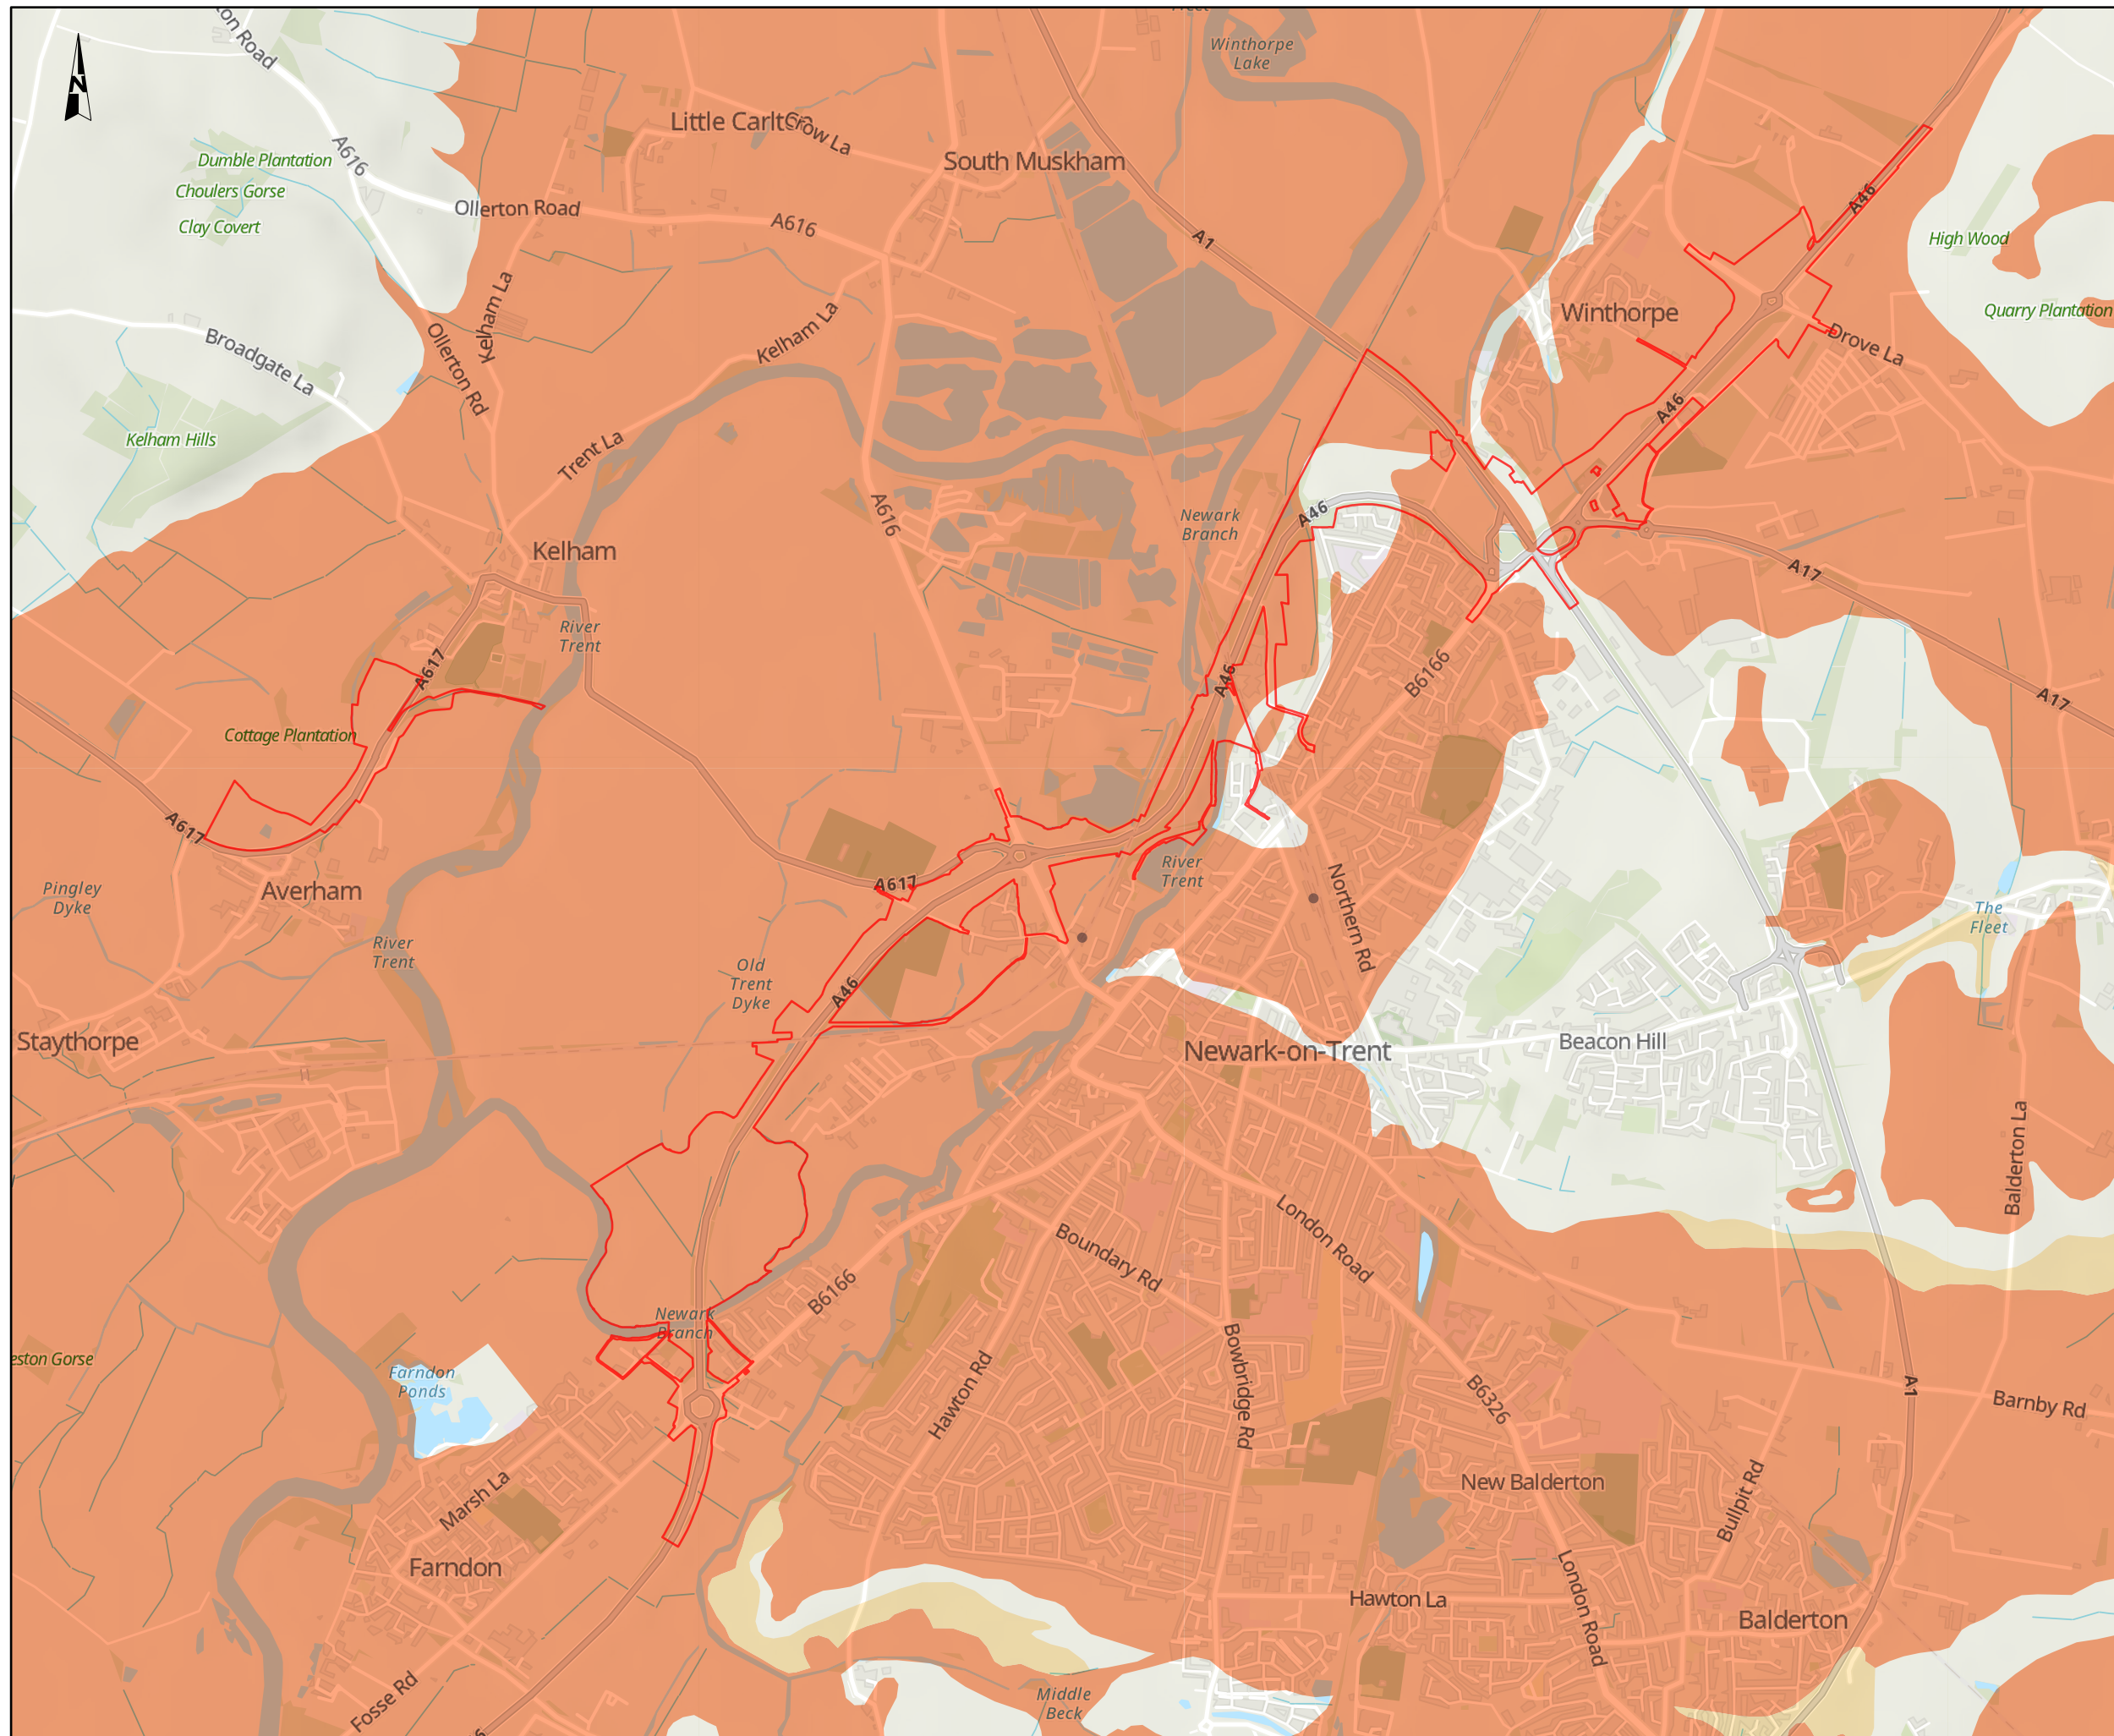 N
Winthorpe
Lake
Little Carlton
Crow La
South Muskham
A616
Dumble Plantation
Choulers Gorse
Clay Covert
Ollerton Road
A616
A1
A46
High Wood
Quarry Plantation
Winthorpe
Drove La
Kelham La
Kelham La
Broadgate La
Ollerton Rd
A46
Kelham Hills
Trent La
A616
Newark
Branch
A46
Kelham
A17
River
Trent
A617
A46
B6166
A17
Cottage Plantation
A617
Averham
A617
River
Trent
Northern Rd
Pingley
Dyke
River
Trent
The
Fleet
Old
Trent
Dyke
A46
Staythorpe
Newark-on-Trent
Beacon Hill
Balderton La
London Road
Boundary Rd
B6166
Newark
Branch
eston Gorse
Farndon
Ponds
Hawton Rd
Bowbridge Rd
B6326
A1
Barnby Rd
Marsh La
New Balderton
Bullpit Rd
Farndon
Hawton La
London Road
Balderton
Fosse Rd
Middle
Beck